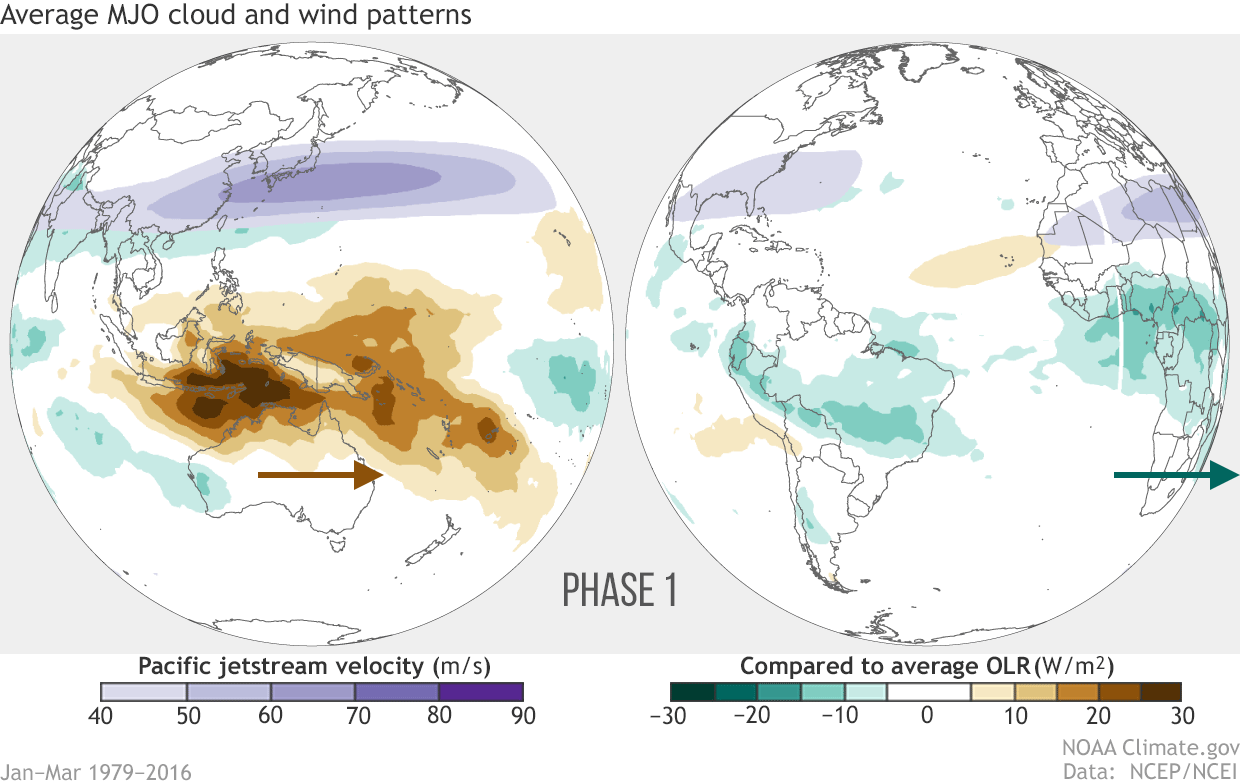 Average MJO cloud and wind patterns
PHASE 1
Pacific jetstream velocity (m/s)
40 50 60 70 80 90
Compared to average OLR (W/m²)
−30 −20 −10 0 10 20 30
Jan–Mar 1979–2016
NOAA Climate.gov
Data: NCEP/NCEI